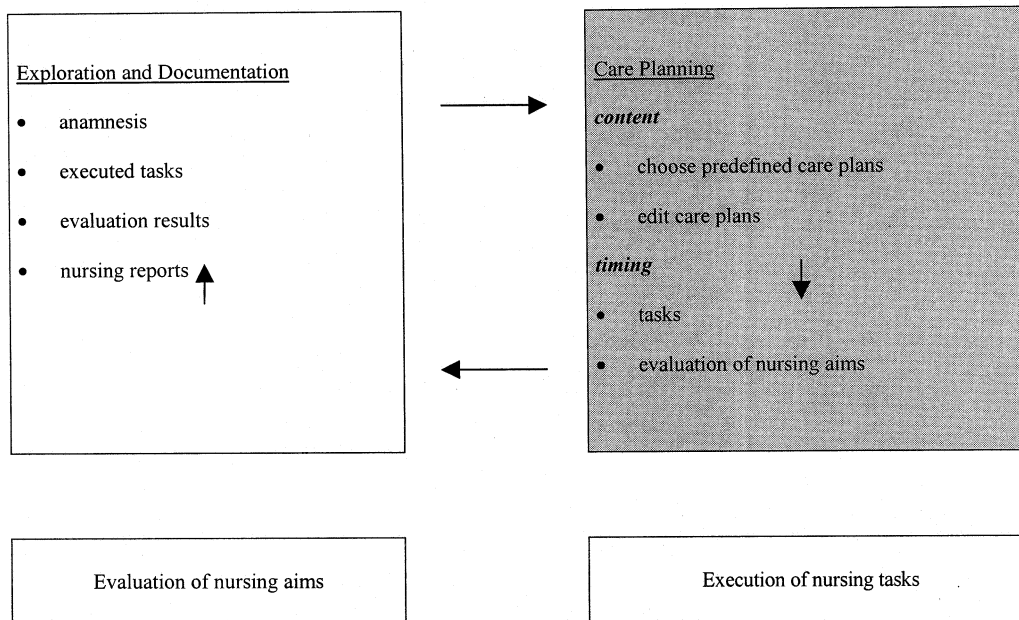 Exploration and Documentation
• anamnesis
• executed tasks
• evaluation results
• nursing reports
Care Planning
content
• choose predefined care plans
• edit care plans
timing
• tasks
• evaluation of nursing aims
Evaluation of nursing aims
Execution of nursing tasks